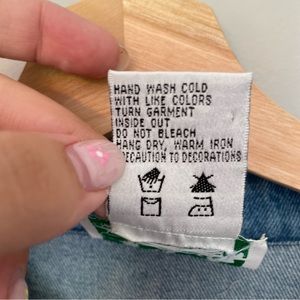 HAND WASH COLD
WITH LIKE COLORS
TURN GARMENT
INSIDE OUT
DO NOT BLEACH
HANG DRY, WARM IRON
PRECAUTION TO DECORATIONS